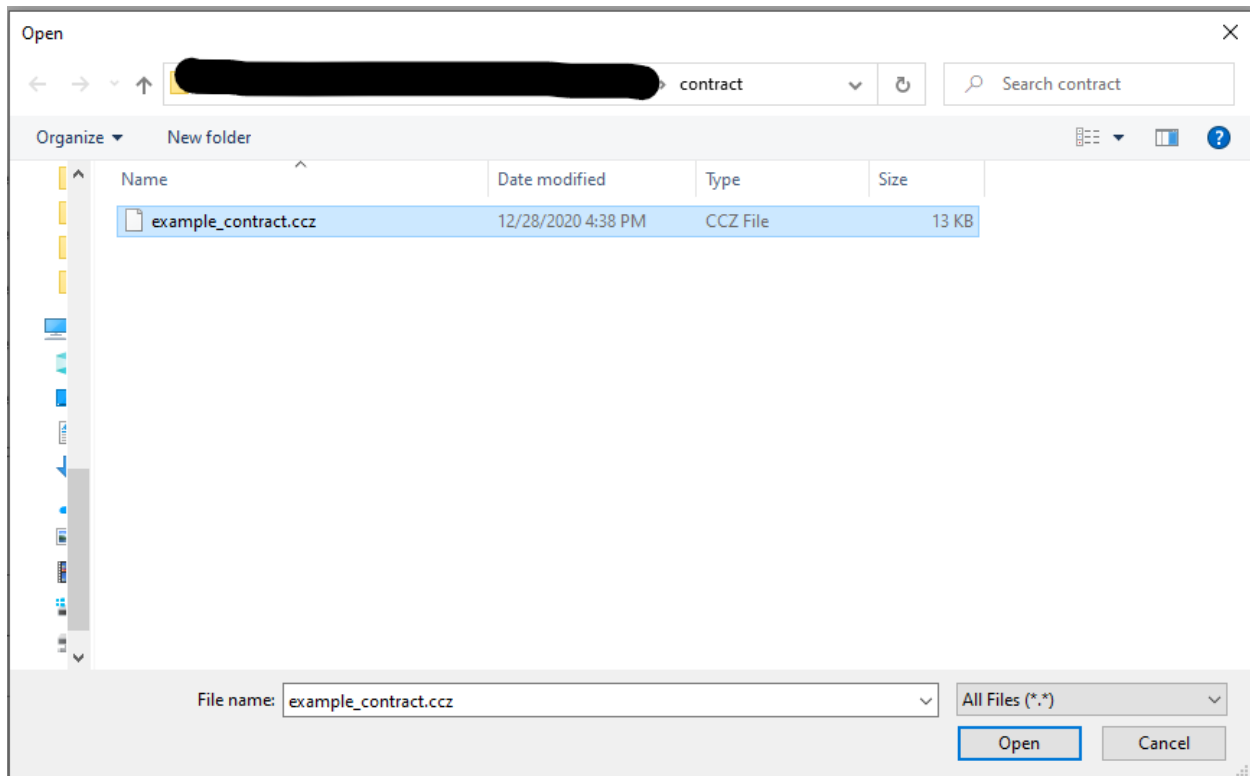 Open
contract
Search contract
Organize
New folder
Name
Date modified
Type
Size
example_contract.ccz
12/28/2020 4:38 PM
CCZ File
13 KB
File name:
example_contract.ccz
All Files (*.*)
Open
Cancel